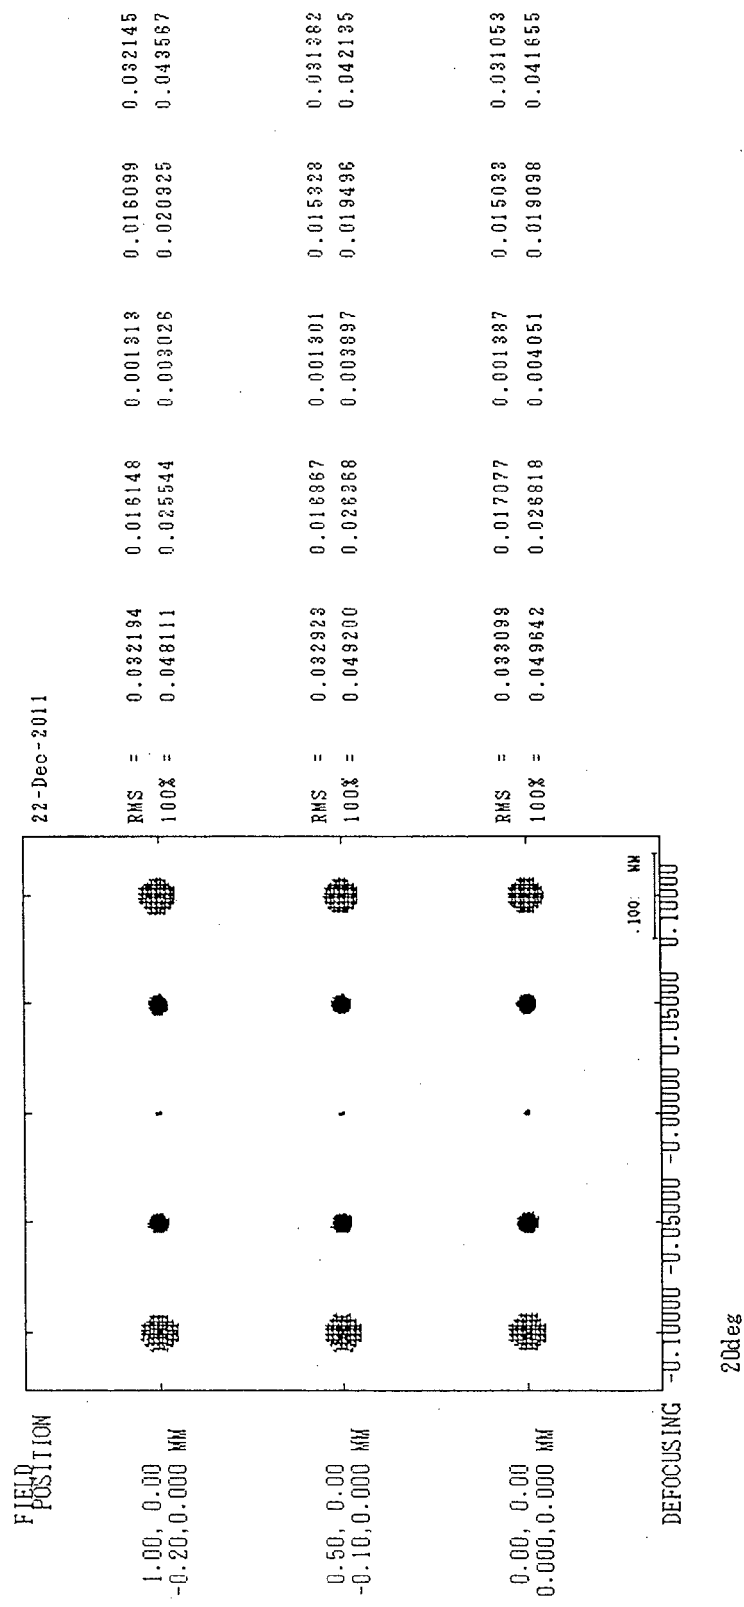 FIELD
POSITION
22-Dec-2011
1.00, 0.00
-0.20,0.000 MM
RMS = 0.032194 0.016148 0.001313 0.016099 0.032145
100% = 0.048111 0.025544 0.003026 0.020325 0.043567
0.50, 0.00
-0.10,0.000 MM
RMS = 0.032923 0.016867 0.001301 0.015328 0.031382
100% = 0.049200 0.026368 0.003897 0.019496 0.042135
0.00, 0.00
0.000,0.000 MM
RMS = 0.033099 0.017077 0.001387 0.015033 0.031053
100% = 0.049642 0.026818 0.004051 0.019098 0.041655
.100 MM
DEFOCUSING -0.10000 -0.05000 -0.00000 0.05000 0.10000
20deg